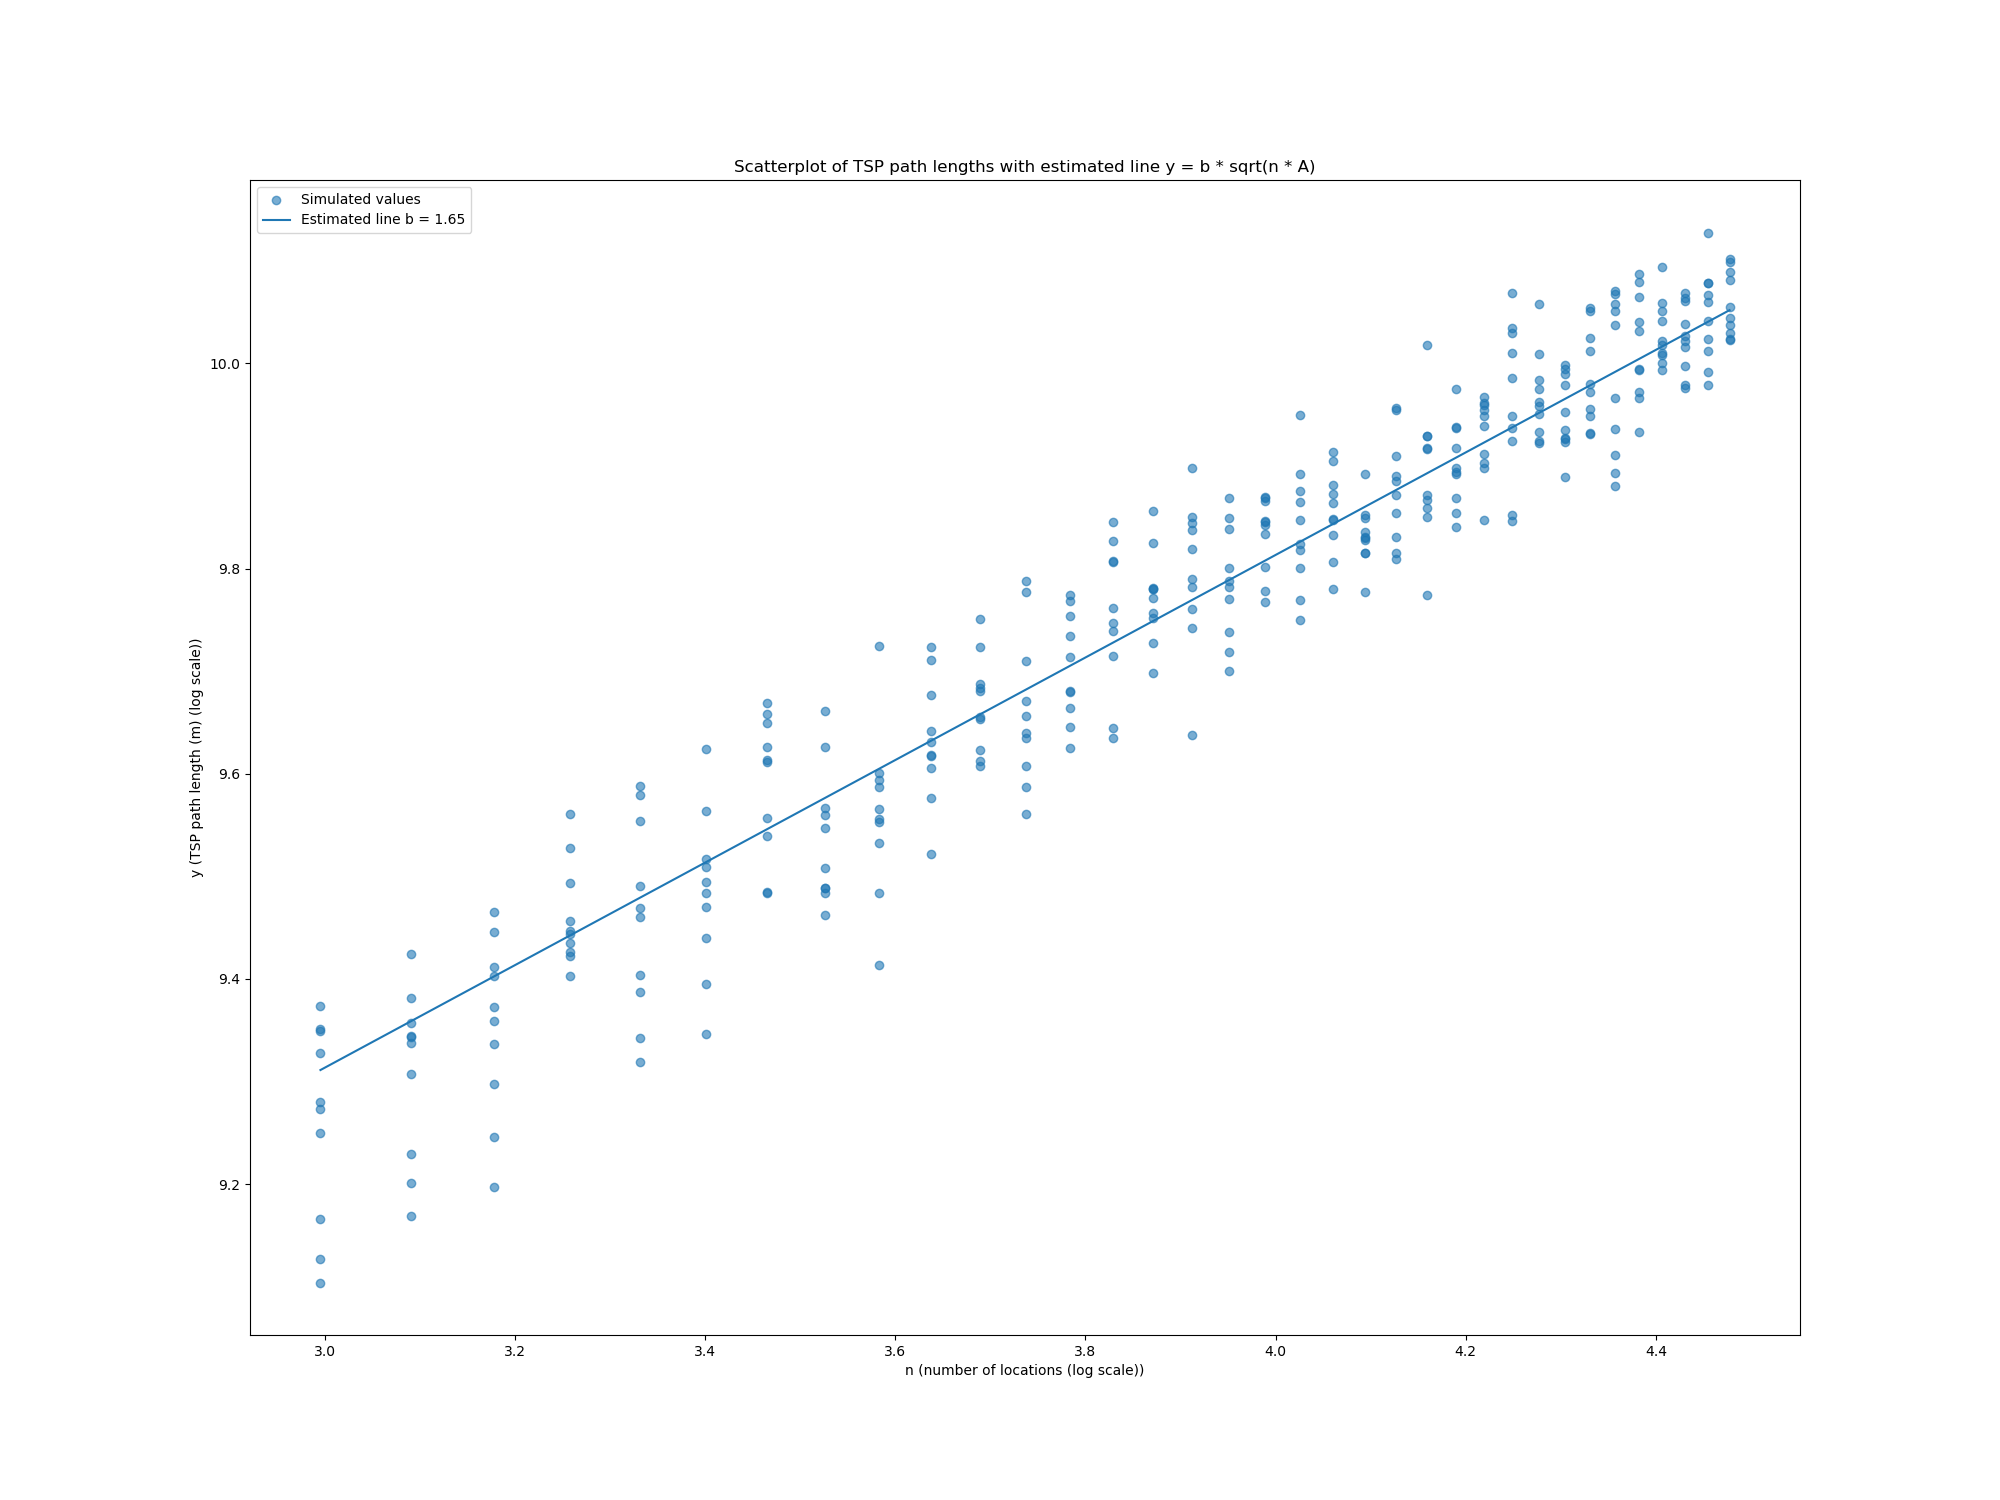 Scatterplot of TSP path lengths with estimated line y = b * sqrt(n * A)
Simulated values
Estimated line b = 1.65
y (TSP path length (m) (log scale))
10.0
9.8
9.6
9.4
9.2
3.0 3.2 3.4 3.6 3.8 4.0 4.2 4.4
n (number of locations (log scale))